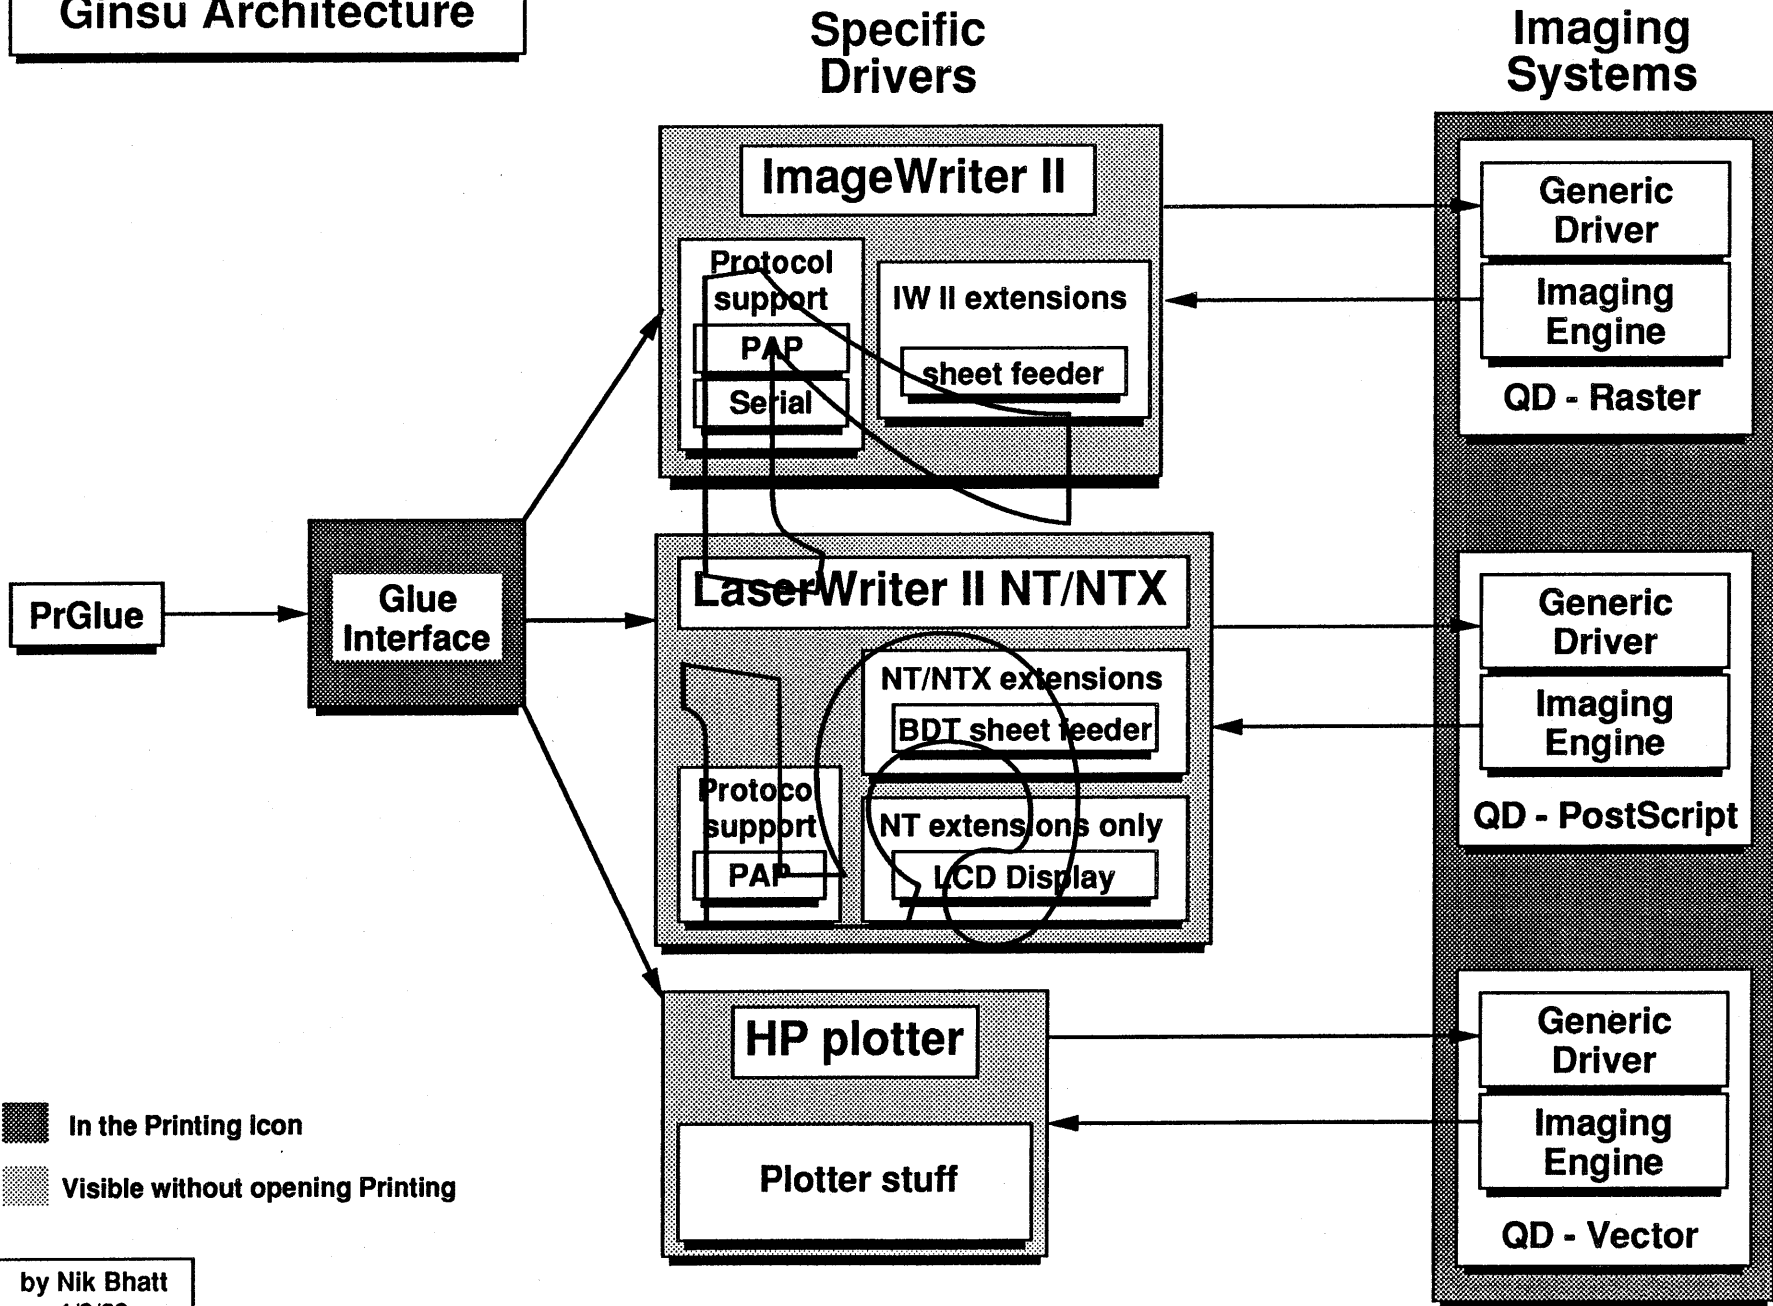 Ginsu Architecture
Specific
Drivers
Imaging
Systems
ImageWriter II
Protocol
support
PAP
Serial
IW II extensions
sheet feeder
Generic
Driver
Imaging
Engine
QD - Raster
PrGlue
Glue
Interface
LaserWriter II NT/NTX
NT/NTX extensions
BDT sheet feeder
Protocol
support
PAP
NT extensions only
LCD Display
Generic
Driver
Imaging
Engine
QD - PostScript
HP plotter
Plotter stuff
Generic
Driver
Imaging
Engine
QD - Vector
In the Printing Icon
Visible without opening Printing
by Nik Bhatt